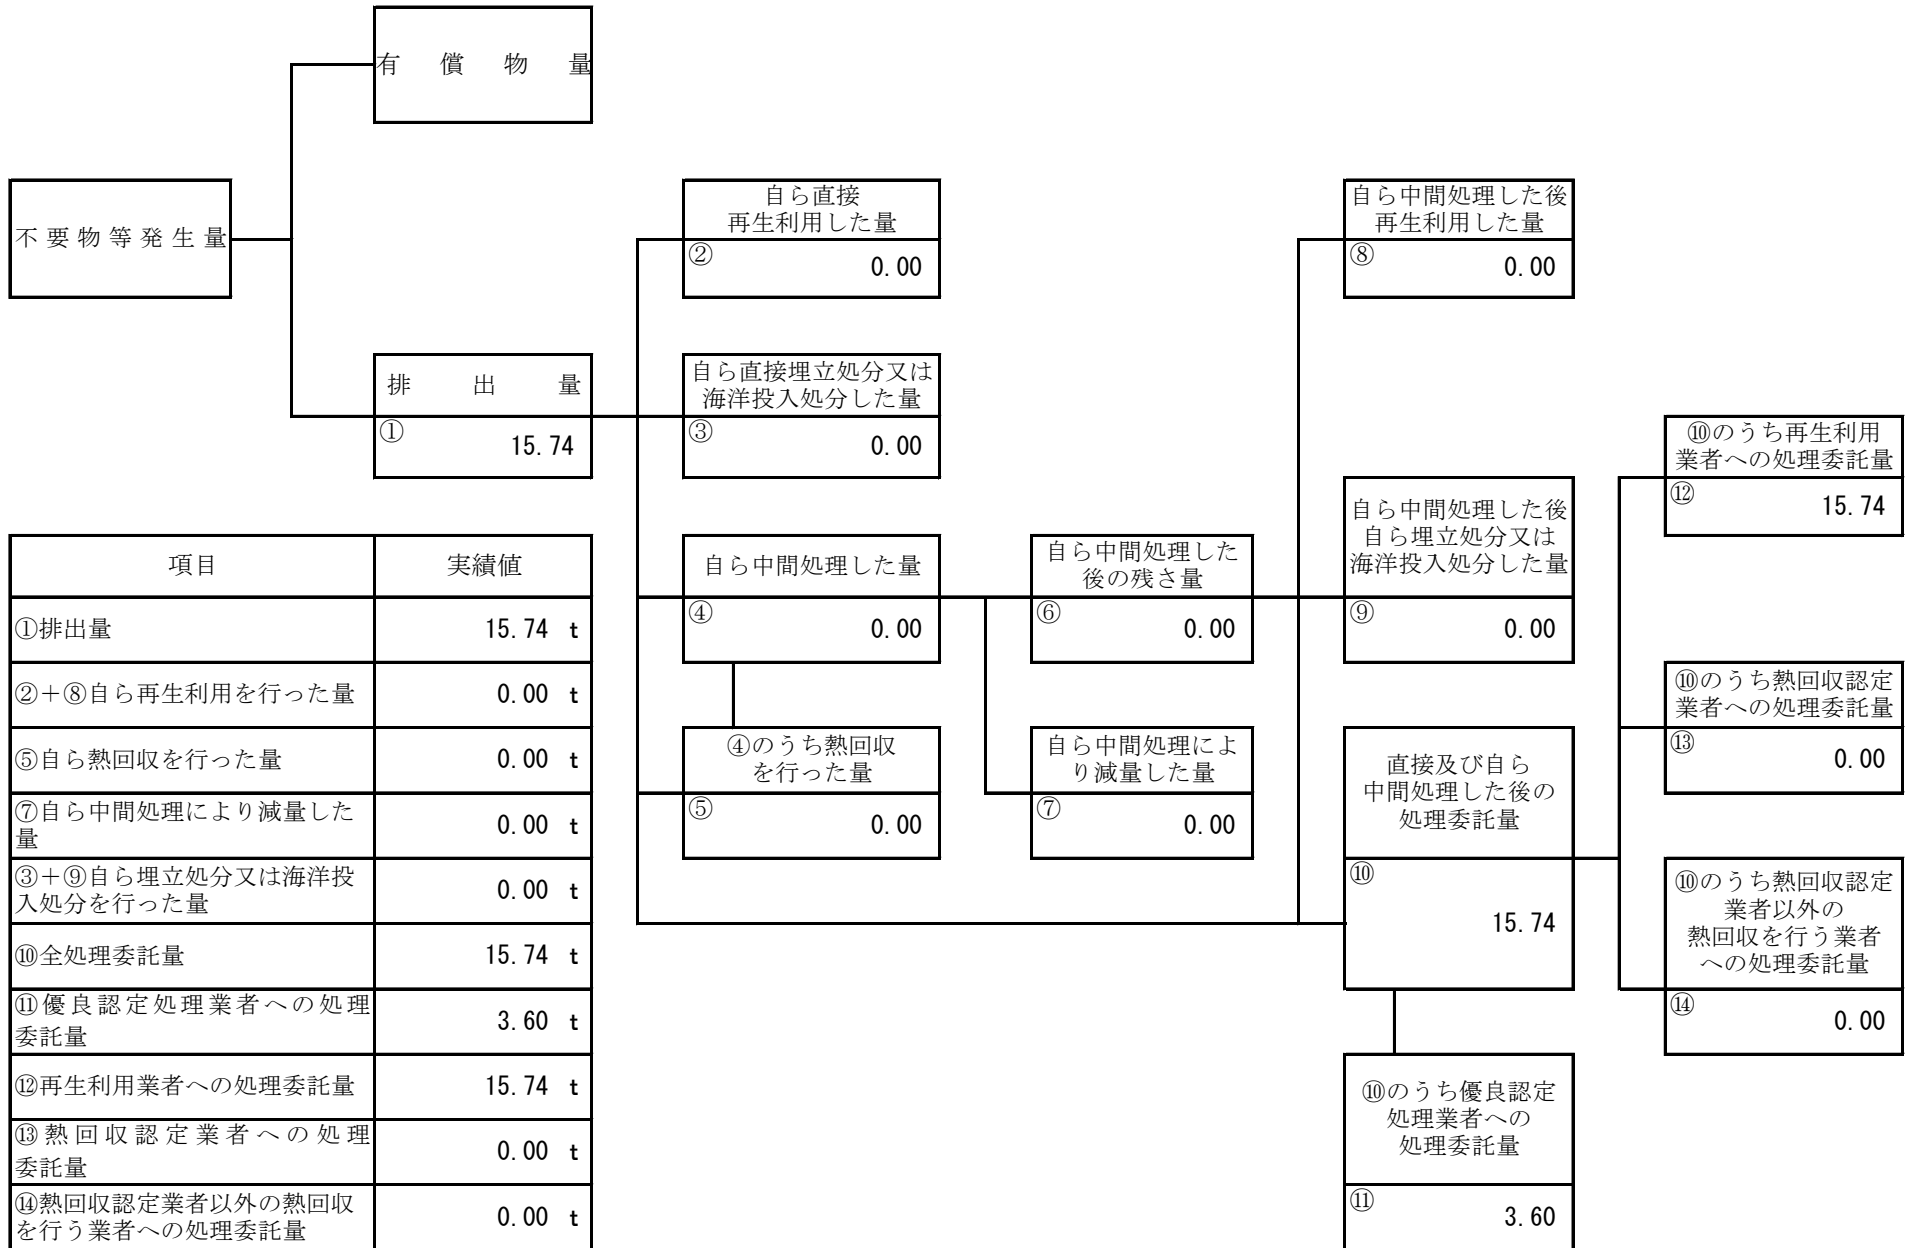 有償物量
不要物等発生量
排出量
① 15.74
自ら直接
再生利用した量
② 0.00
自ら直接埋立処分又は
海洋投入処分した量
③ 0.00
自ら中間処理した量
④ 0.00
④のうち熱回収
を行った量
⑤ 0.00
自ら中間処理した
後の残さ量
⑥ 0.00
自ら中間処理によ
り減量した量
⑦ 0.00
自ら中間処理した後
再生利用した量
⑧ 0.00
自ら中間処理した後
自ら埋立処分又は
海洋投入処分した量
⑨ 0.00
直接及び自ら
中間処理した後の
処理委託量
⑩ 15.74
⑩のうち優良認定
処理業者への
処理委託量
⑪ 3.60
⑩のうち再生利用
業者への処理委託量
⑫ 15.74
⑩のうち熱回収認定
業者への処理委託量
⑬ 0.00
⑩のうち熱回収認定
業者以外の
熱回収を行う業者
への処理委託量
⑭ 0.00
項目 実績値
①排出量 15.74 t
②+⑧自ら再生利用を行った量 0.00 t
⑤自ら熱回収を行った量 0.00 t
⑦自ら中間処理により減量した
量 0.00 t
③+⑨自ら埋立処分又は海洋投
入処分を行った量 0.00 t
⑩全処理委託量 15.74 t
⑪優良認定処理業者への処理
委託量 3.60 t
⑫再生利用業者への処理委託量 15.74 t
⑬熱回収認定業者への処理
委託量 0.00 t
⑭熱回収認定業者以外の熱回収
を行う業者への処理委託量 0.00 t